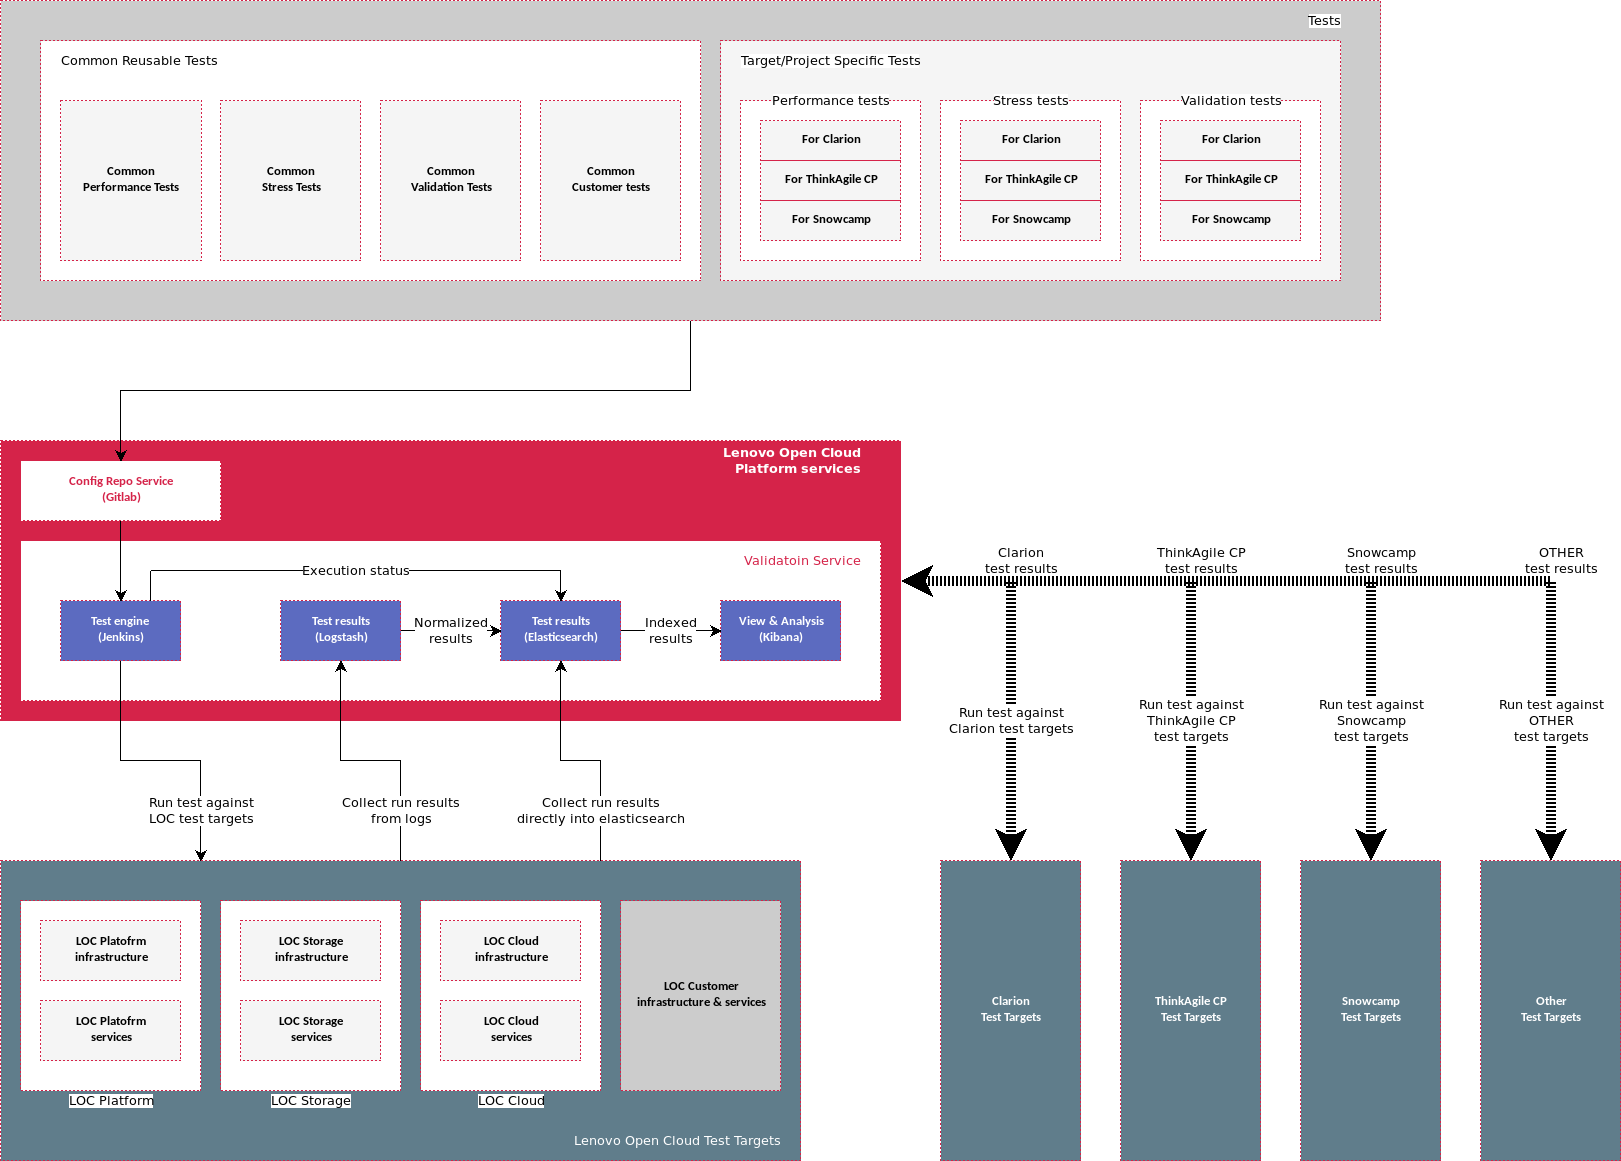 Tests
Common Reusable Tests
Common
Performance Tests
Common
Stress Tests
Common
Validation Tests
Common
Customer tests
Target/Project Specific Tests
Performance tests
For Clarion
For ThinkAgile CP
For Snowcamp
Stress tests
For Clarion
For ThinkAgile CP
For Snowcamp
Validation tests
For Clarion
For ThinkAgile CP
For Snowcamp
Lenovo Open Cloud
Platform services
Config Repo Service
(Gitlab)
Validatoin Service
Execution status
Test engine
(Jenkins)
Test results
(Logstash)
Normalized
results
Test results
(Elasticsearch)
Indexed
results
View & Analysis
(Kibana)
Clarion
test results
ThinkAgile CP
test results
Snowcamp
test results
OTHER
test results
Run test against
Clarion test targets
Run test against
ThinkAgile CP
test targets
Run test against
Snowcamp
test targets
Run test against
OTHER
test targets
Run test against
LOC test targets
Collect run results
from logs
Collect run results
directly into elasticsearch
LOC Platofrm
infrastructure
LOC Platofrm
services
LOC Platform
LOC Storage
infrastructure
LOC Storage
services
LOC Storage
LOC Cloud
infrastructure
LOC Cloud
services
LOC Cloud
LOC Customer
infrastructure & services
Lenovo Open Cloud Test Targets
Clarion
Test Targets
ThinkAgile CP
Test Targets
Snowcamp
Test Targets
Other
Test Targets